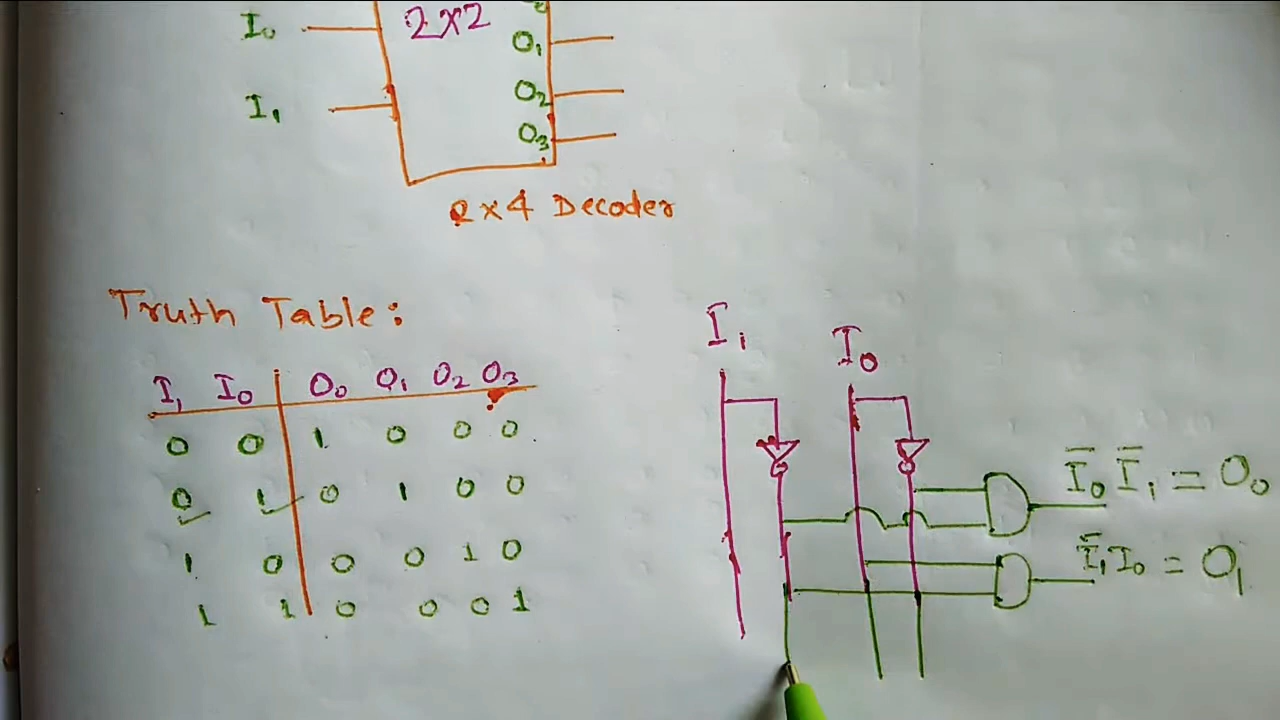 I₀ 2x2
O₁
I₁ O₂
O₃
2x4 Decoder
Truth Table:
I₁ I₀ O₀ O₁ O₂ O₃
0 0 1 0 0 0
0 1 0 1 0 0
1 0 0 0 1 0
1 1 0 0 0 1
I₁ I₀
I̅₀ I̅₁ = O₀
I̅₁ I₀ = O₁